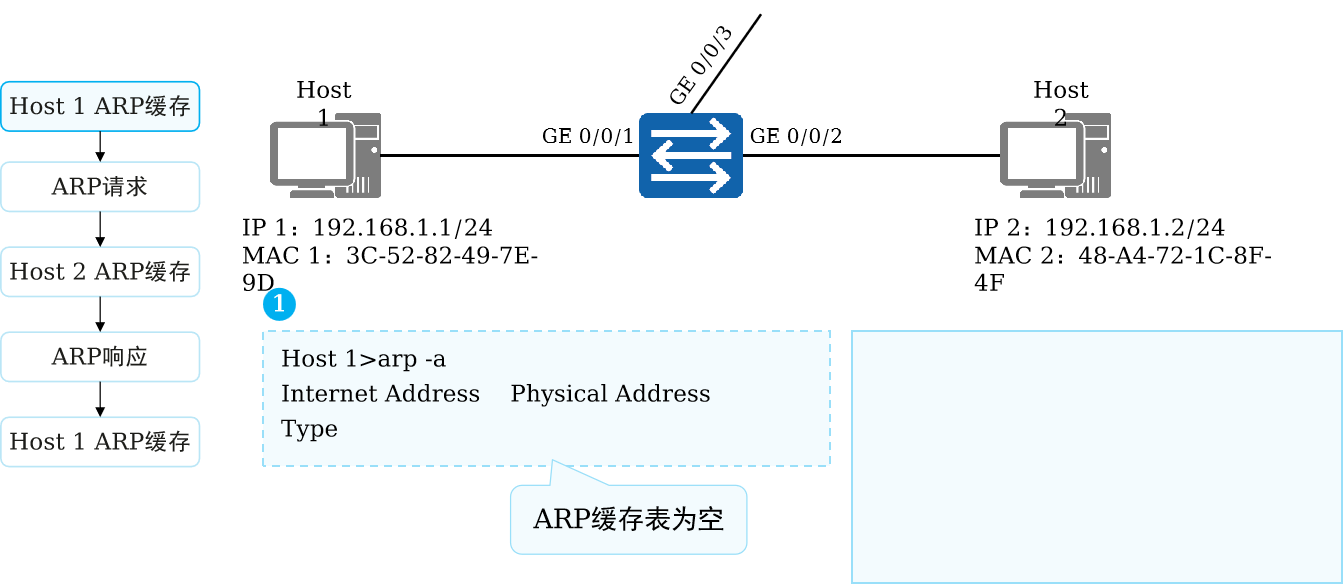 Host 1 ARP缓存
ARP请求
Host 2 ARP缓存
ARP响应
Host 1 ARP缓存
Host
1
GE 0/0/1
GE 0/0/3
GE 0/0/2
Host
2
IP 1：192.168.1.1/24
MAC 1：3C-52-82-49-7E-
9D
IP 2：192.168.1.2/24
MAC 2：48-A4-72-1C-8F-
4F
1
Host 1>arp -a
Internet Address Physical Address
Type
ARP缓存表为空